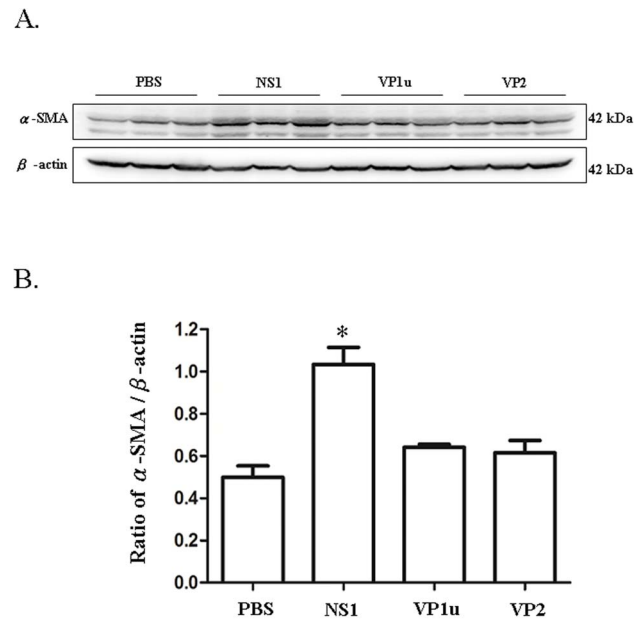 A.
PBS NS1 VP1u VP2
α-SMA 42 kDa
β-actin 42 kDa
B.
Ratio of α-SMA / β-actin
1.2
*
1.0
0.8
0.6
0.4
0.2
0.0
PBS NS1 VP1u VP2